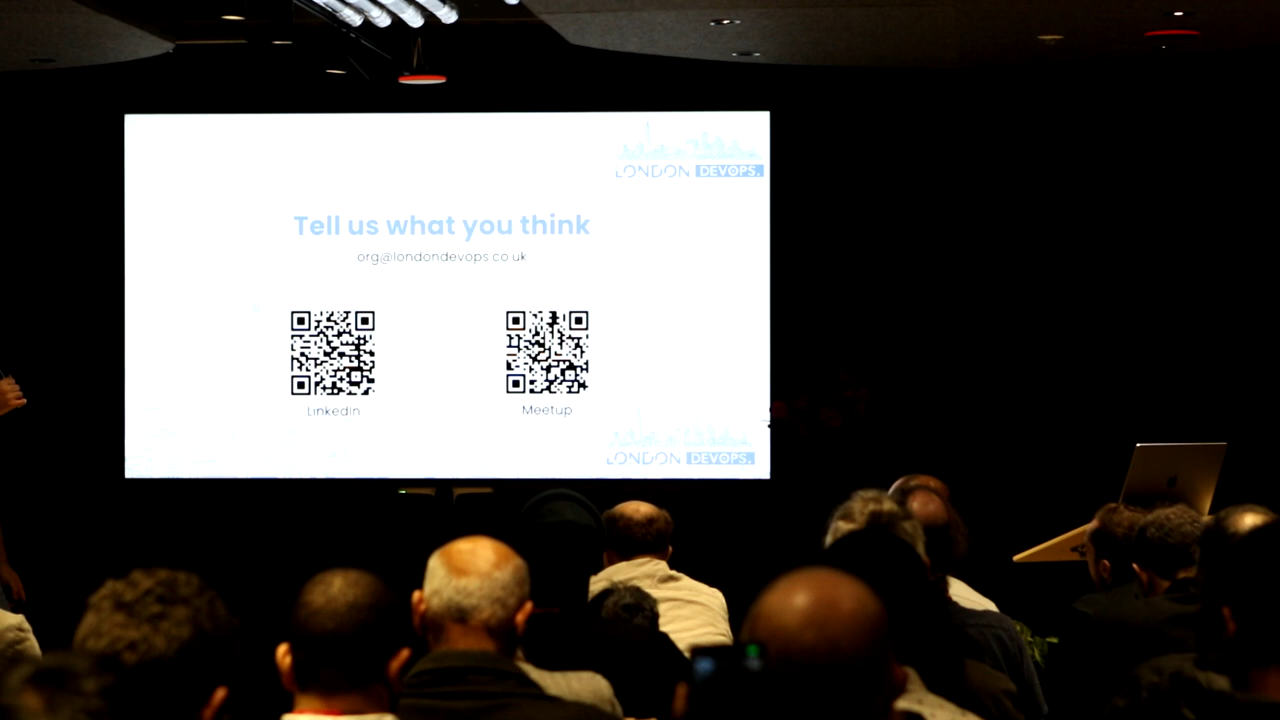 LONDON DEVOPS.
Tell us what you think
org@londondevops.co.uk
LinkedIn
Meetup
LONDON DEVOPS.